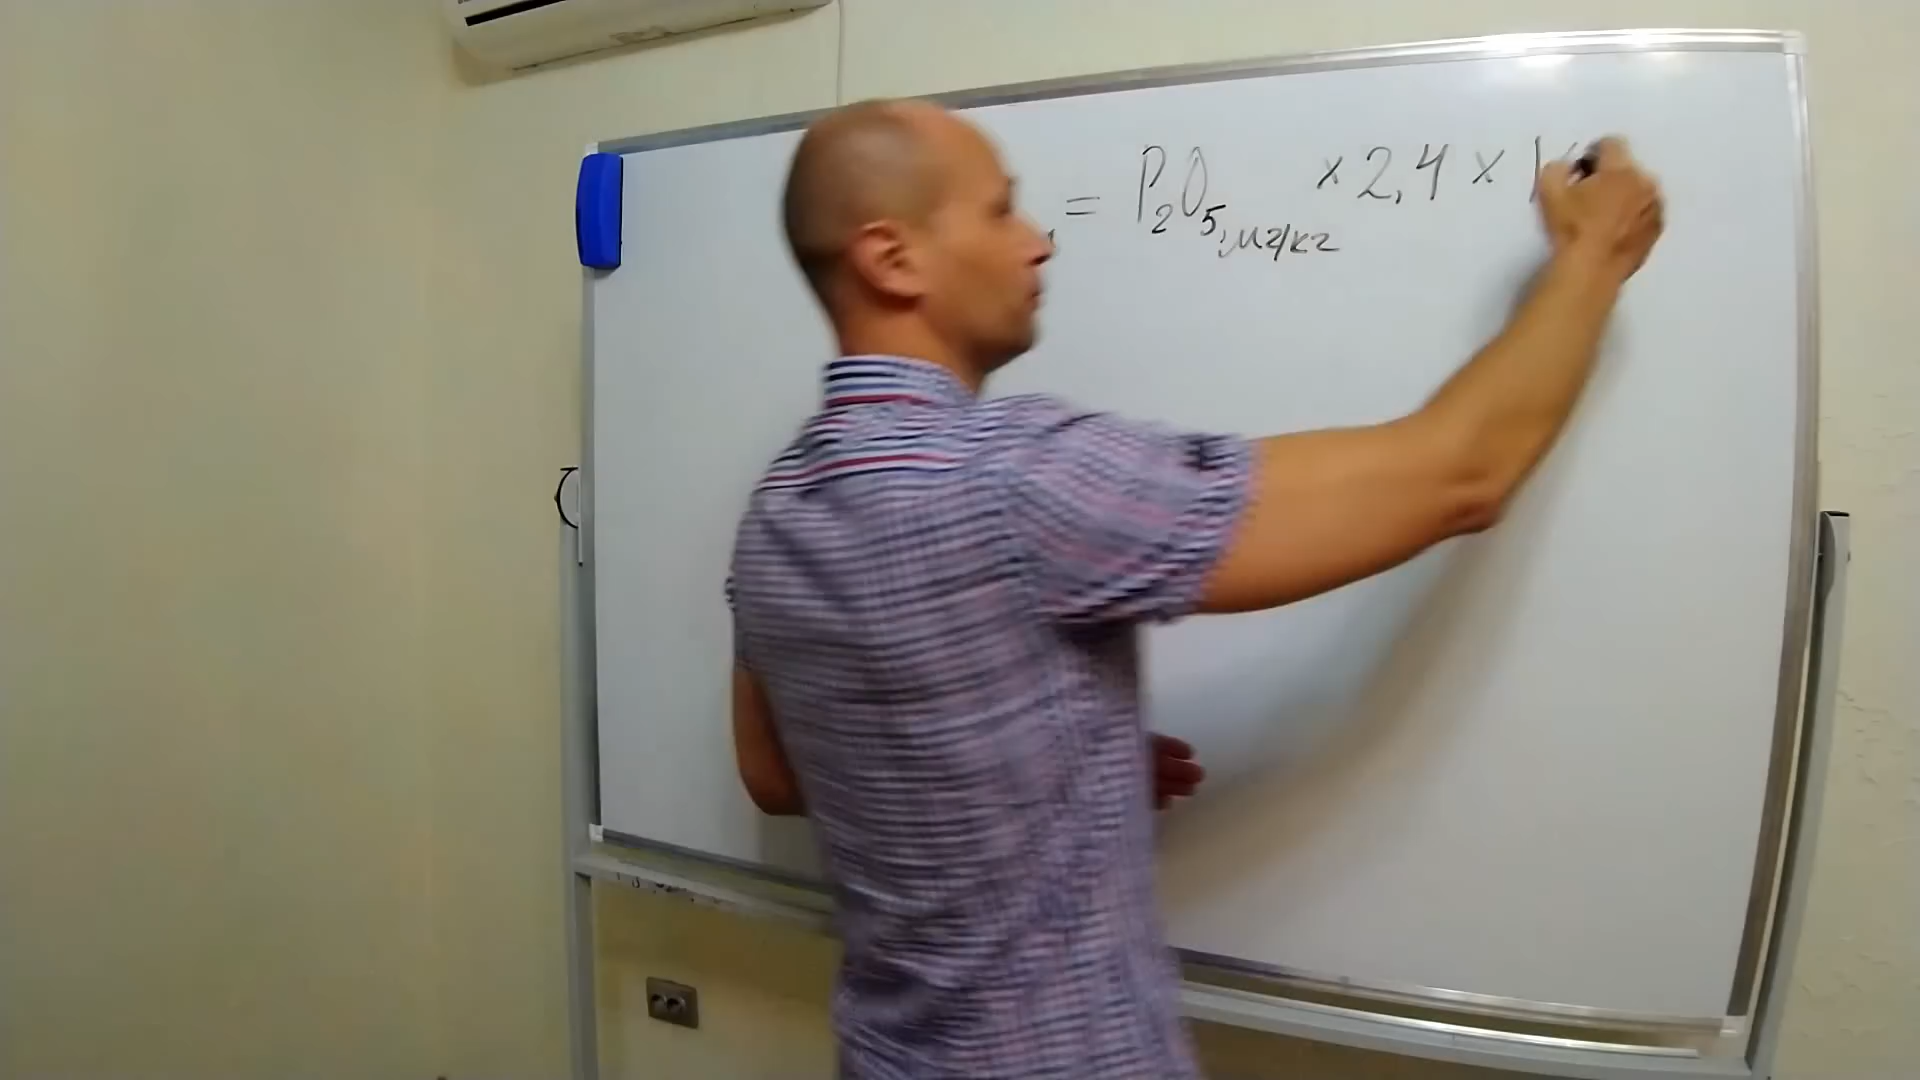 = P₂O₅, мг/кг × 2,4 × К